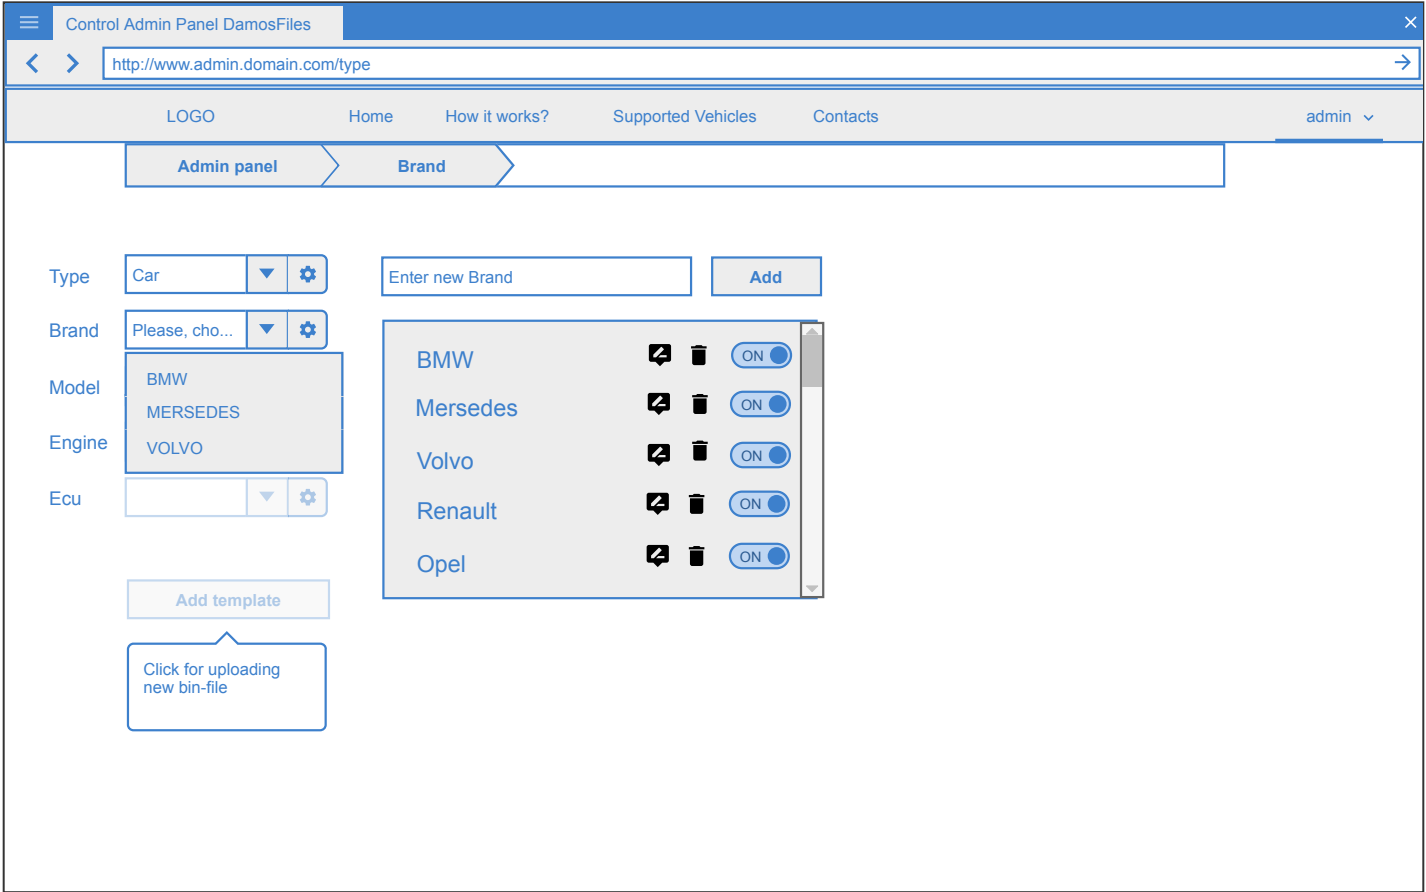 Control Admin Panel DamosFiles
http://www.admin.domain.com/type
LOGO Home How it works? Supported Vehicles Contacts admin
Admin panel Brand
Type Car Enter new Brand Add
Brand Please, cho...
BMW ON
Model BMW
MERSEDES Mersedes ON
Engine VOLVO Volvo ON
Ecu Renault ON
Opel ON
Add template
Click for uploading
new bin-file